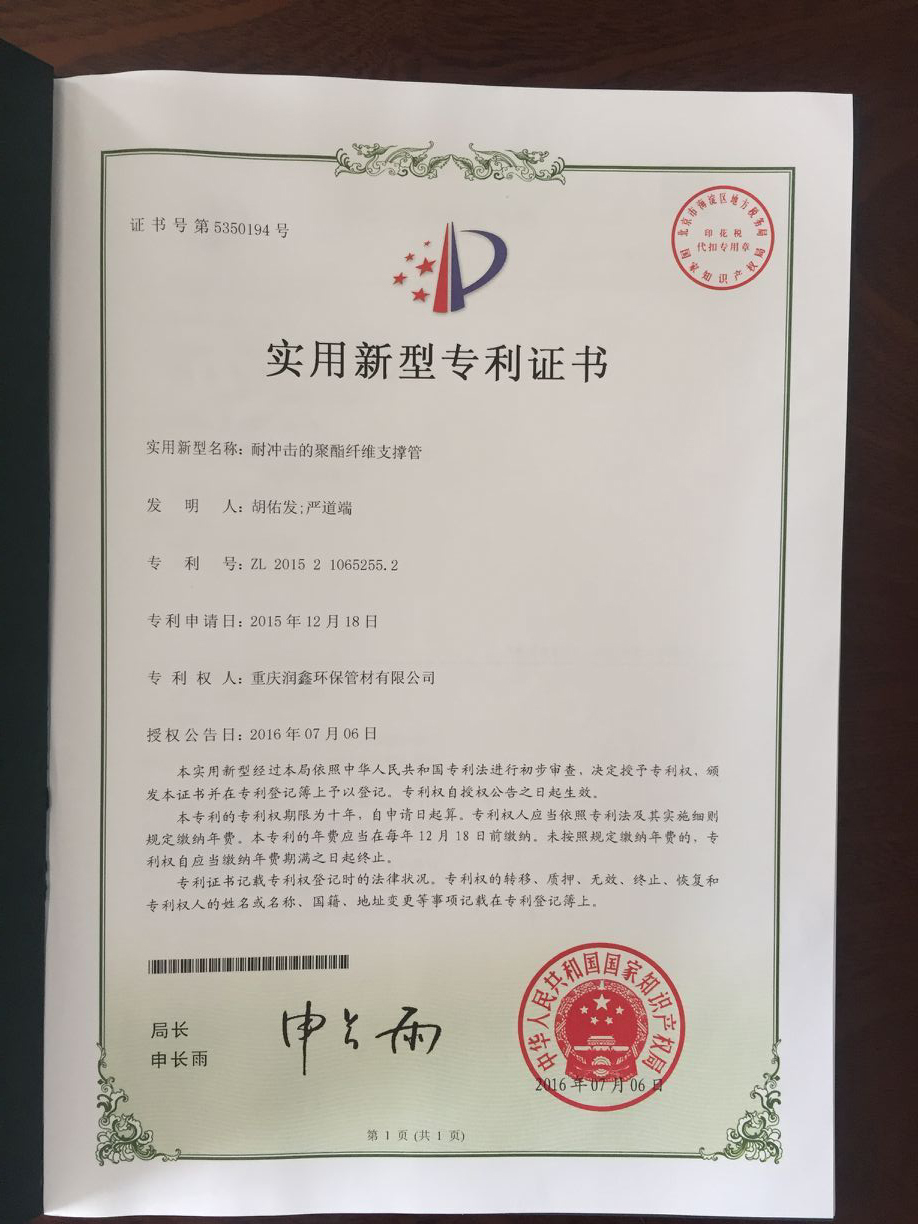 证书号第5350194号
北京市海淀区地方税务局
印花税
代扣专用章
国家知识产权局
实用新型专利证书
实用新型名称：耐冲击的聚酯纤维支撑管
发明人：胡佑发;严道端
专利号：ZL 2015 2 1065255.2
专利申请日：2015年12月18日
专利权人：重庆润鑫环保管材有限公司
授权公告日：2016年07月06日
本实用新型经过本局依照中华人民共和国专利法进行初步审查，决定授予专利权，颁
发本证书并在专利登记簿上予以登记。专利权自授权公告之日起生效。
本专利的专利权期限为十年，自申请日起算。专利权人应当依照专利法及其实施细则
规定缴纳年费。本专利的年费应当在每年12月18日前缴纳。未按照规定缴纳年费的，专
利权自应当缴纳年费期满之日起终止。
专利证书记载专利权登记时的法律状况。专利权的转移、质押、无效、终止、恢复和
专利权人的姓名或名称、国籍、地址变更等事项记载在专利登记簿上。
局长
申长雨
申长雨
中华人民共和国国家知识产权局
2016年07月06日
第1页(共1页)